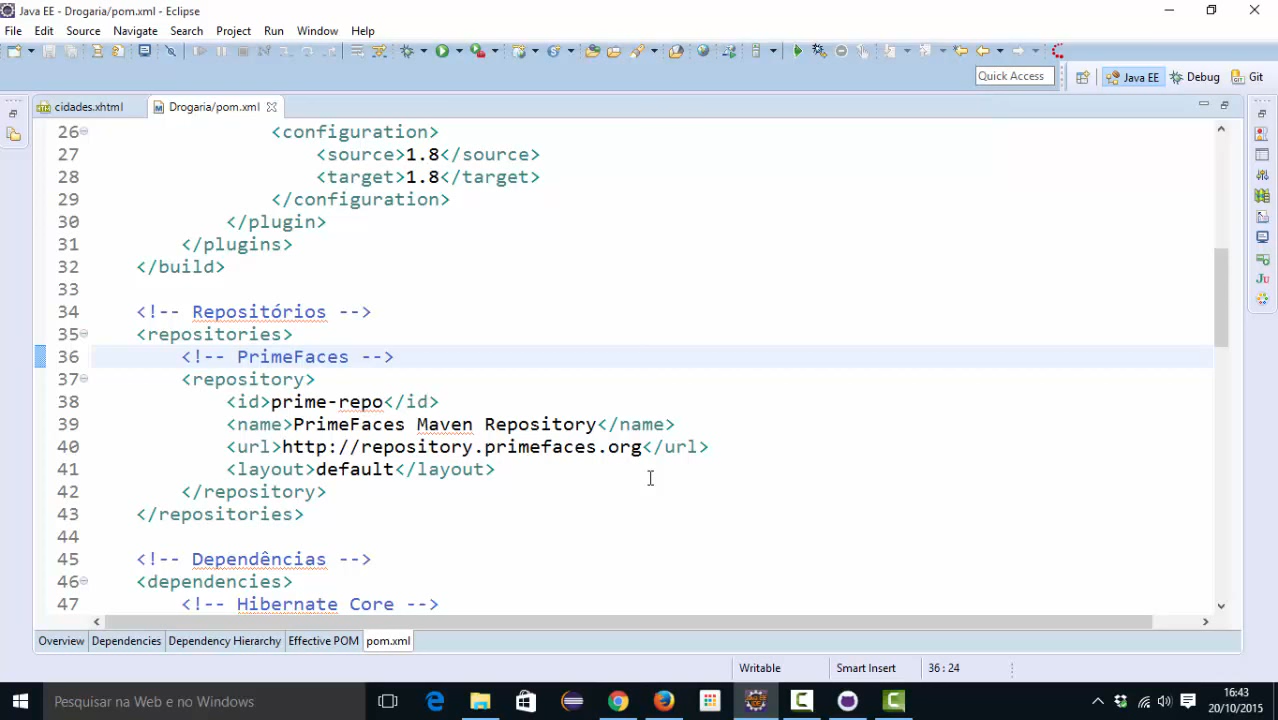 Java EE - Drogaria/pom.xml - Eclipse
File Edit Source Navigate Search Project Run Window Help
Quick Access
Java EE
Debug
Git
cidades.xhtml
Drogaria/pom.xml
26 <configuration>
27 <source>1.8</source>
28 <target>1.8</target>
29 </configuration>
30 </plugin>
31 </plugins>
32 </build>
33
34 <!-- Repositórios -->
35 <repositories>
36 <!-- PrimeFaces -->
37 <repository>
38 <id>prime-repo</id>
39 <name>PrimeFaces Maven Repository</name>
40 <url>http://repository.primefaces.org</url>
41 <layout>default</layout>
42 </repository>
43 </repositories>
44
45 <!-- Dependências -->
46 <dependencies>
47 <!-- Hibernate Core -->
Overview Dependencies Dependency Hierarchy Effective POM pom.xml
Writable Smart Insert 36 : 24
Pesquisar na Web e no Windows
16:43
20/10/2015